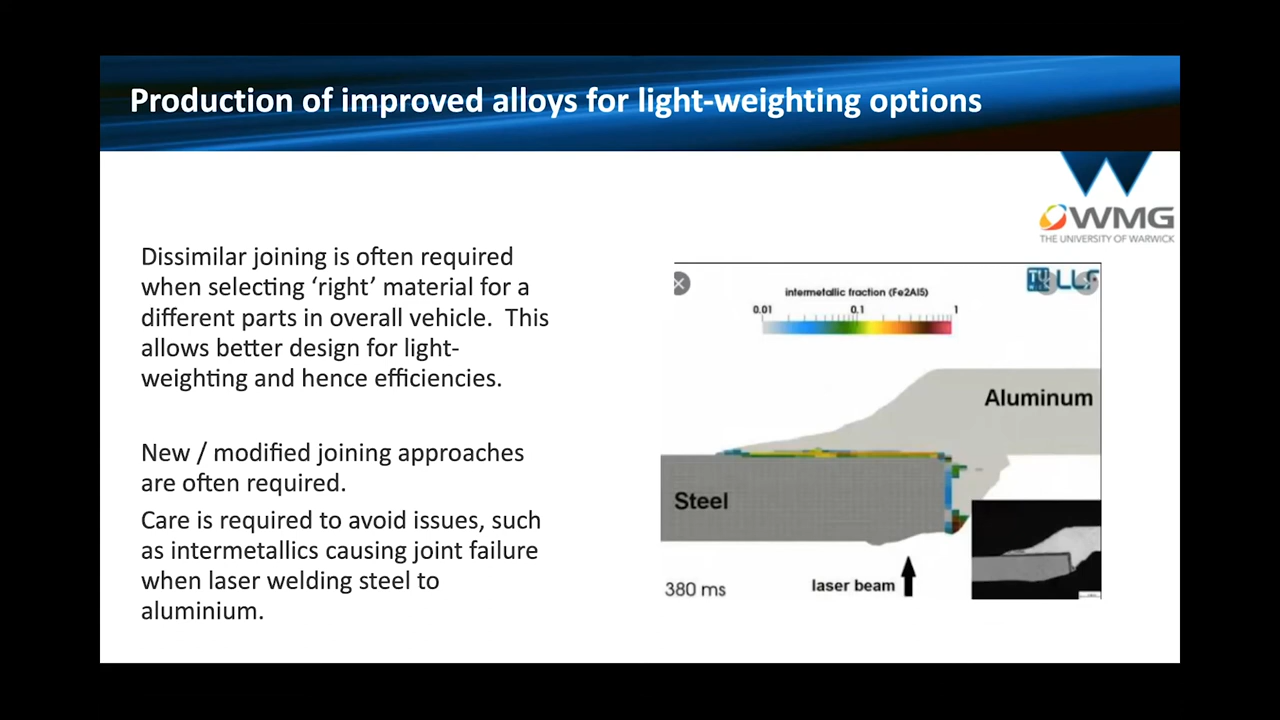 Production of improved alloys for light-weighting options
WMG
THE UNIVERSITY OF WARWICK
Dissimilar joining is often required
when selecting ‘right’ material for a
different parts in overall vehicle.  This
allows better design for light-
weighting and hence efficiencies.
New / modified joining approaches
are often required.
Care is required to avoid issues, such
as intermetallics causing joint failure
when laser welding steel to
aluminium.
intermetallic fraction (Fe2Al5)
0.01 0.1 1
Aluminum
Steel
laser beam
380 ms